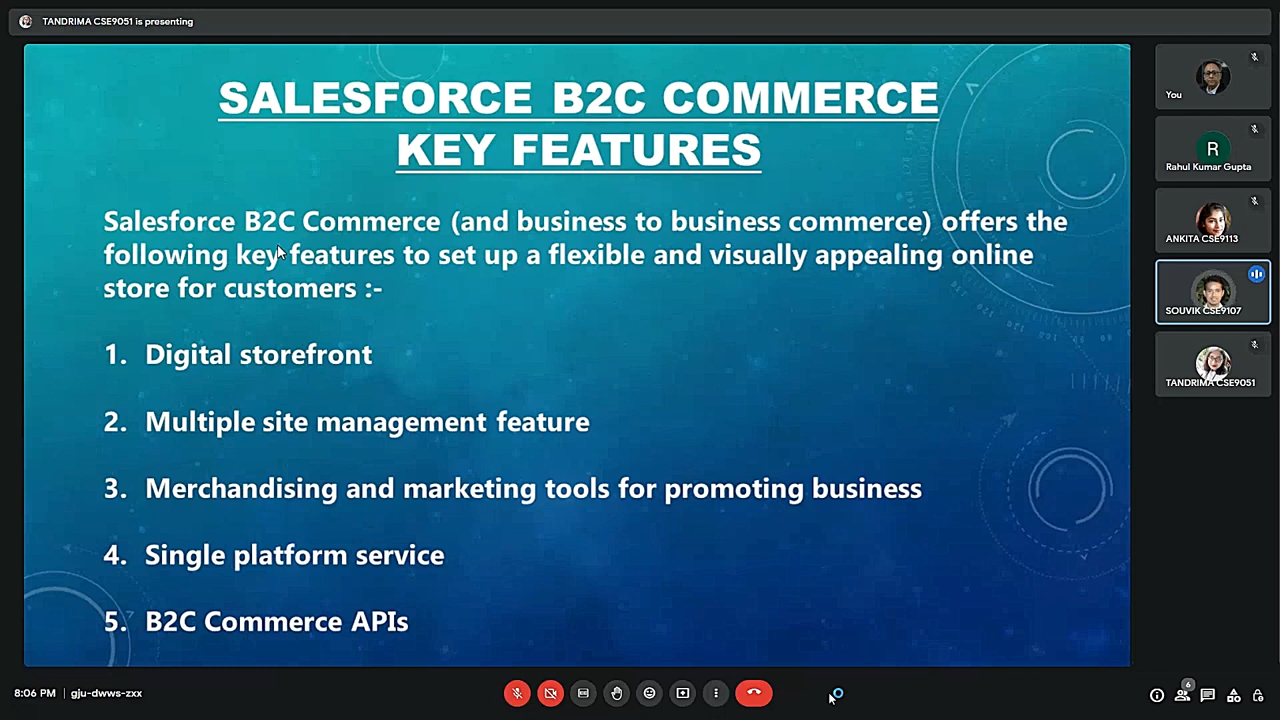 TANDRIMA CSE9051 is presenting
SALESFORCE B2C COMMERCE
KEY FEATURES
Salesforce B2C Commerce (and business to business commerce) offers the
following key features to set up a flexible and visually appealing online
store for customers :-
1. Digital storefront
2. Multiple site management feature
3. Merchandising and marketing tools for promoting business
4. Single platform service
5. B2C Commerce APIs
You
R
Rahul Kumar Gupta
ANKITA CSE9113
SOUVIK CSE9107
TANDRIMA CSE9051
8:06 PM | gju-dwws-zxx
6